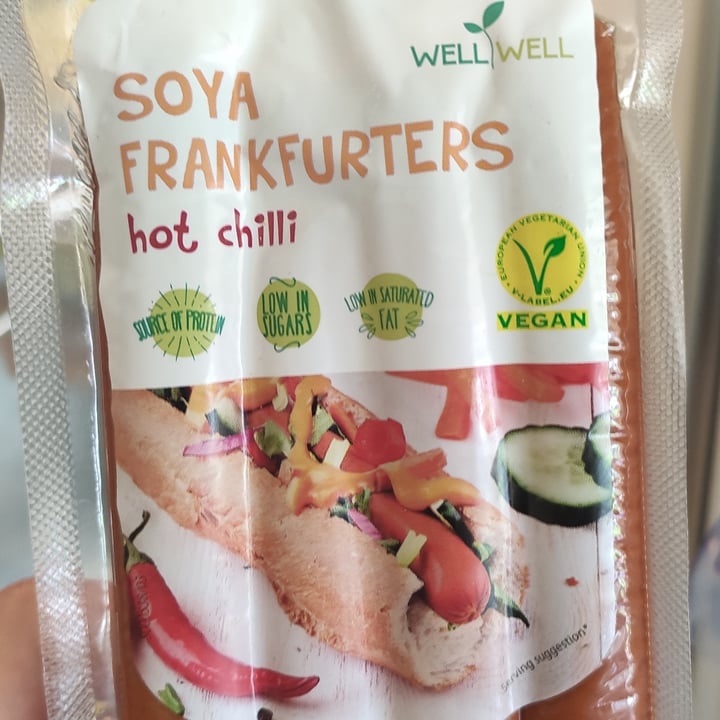 WELL WELL
SOYA
FRANKFURTERS
hot chilli
SOURCE OF PROTEIN
LOW IN
SUGARS
LOW IN SATURATED
FAT
EUROPEAN VEGETARIAN UNION
V-LABEL.EU
VEGAN
serving suggestion*